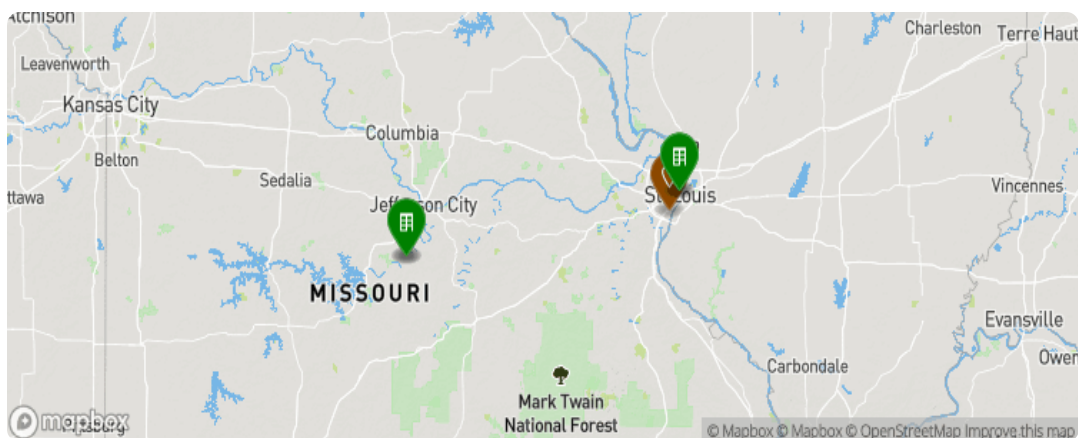 Atchison
Charleston
Terre Haut
Leavenworth
Kansas City
Columbia
Belton
Sedalia
Vincennes
ttawa
St. Louis
Jefferson City
MISSOURI
Evansville
Owen
Carbondale
Mark Twain
National Forest
mapbox
© Mapbox © Mapbox © OpenStreetMap Improve this map